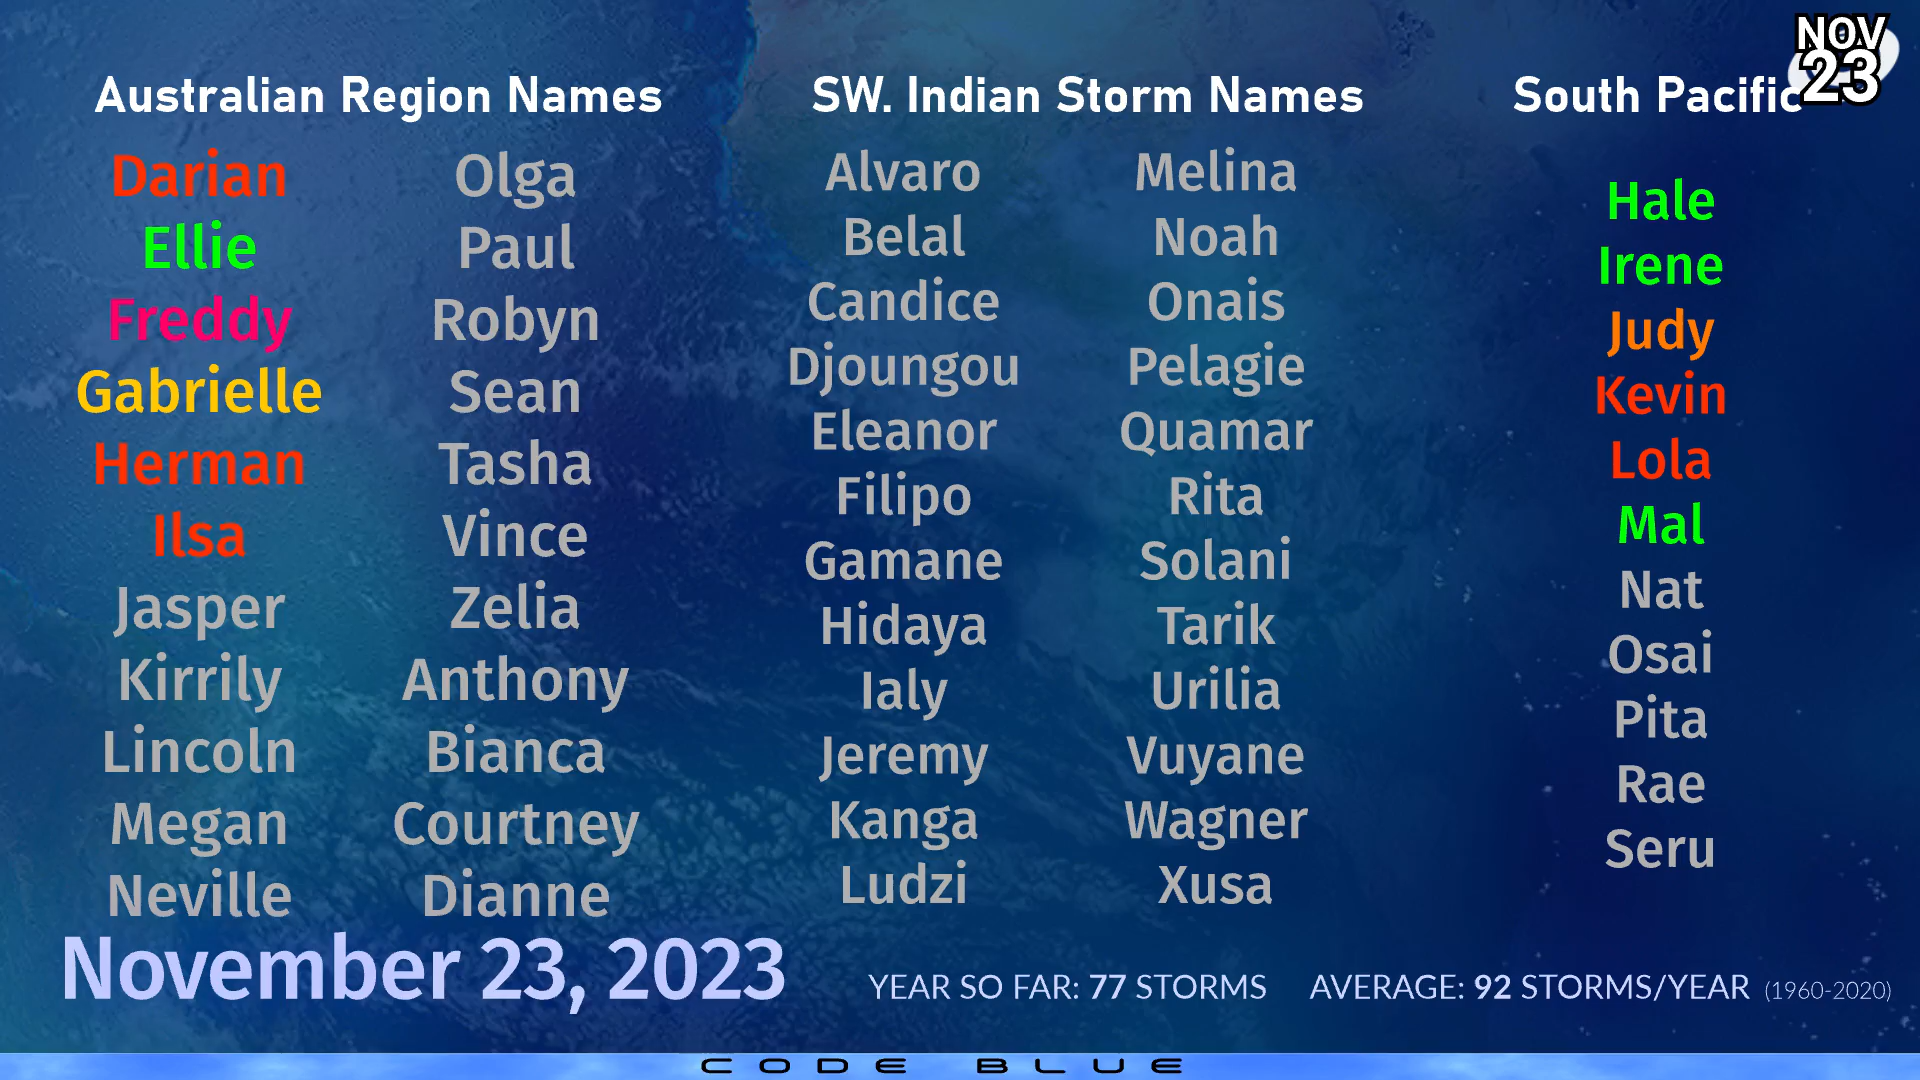 NOV
23
Australian Region Names
Darian
Ellie
Freddy
Gabrielle
Herman
Ilsa
Jasper
Kirrily
Lincoln
Megan
Neville
Olga
Paul
Robyn
Sean
Tasha
Vince
Zelia
Anthony
Bianca
Courtney
Dianne
SW. Indian Storm Names
Alvaro
Belal
Candice
Djoungou
Eleanor
Filipo
Gamane
Hidaya
Ialy
Jeremy
Kanga
Ludzi
Melina
Noah
Onais
Pelagie
Quamar
Rita
Solani
Tarik
Urilia
Vuyane
Wagner
Xusa
South Pacific
Hale
Irene
Judy
Kevin
Lola
Mal
Nat
Osai
Pita
Rae
Seru
November 23, 2023
YEAR SO FAR: 77 STORMS
AVERAGE: 92 STORMS/YEAR (1960-2020)
CODE BLUE